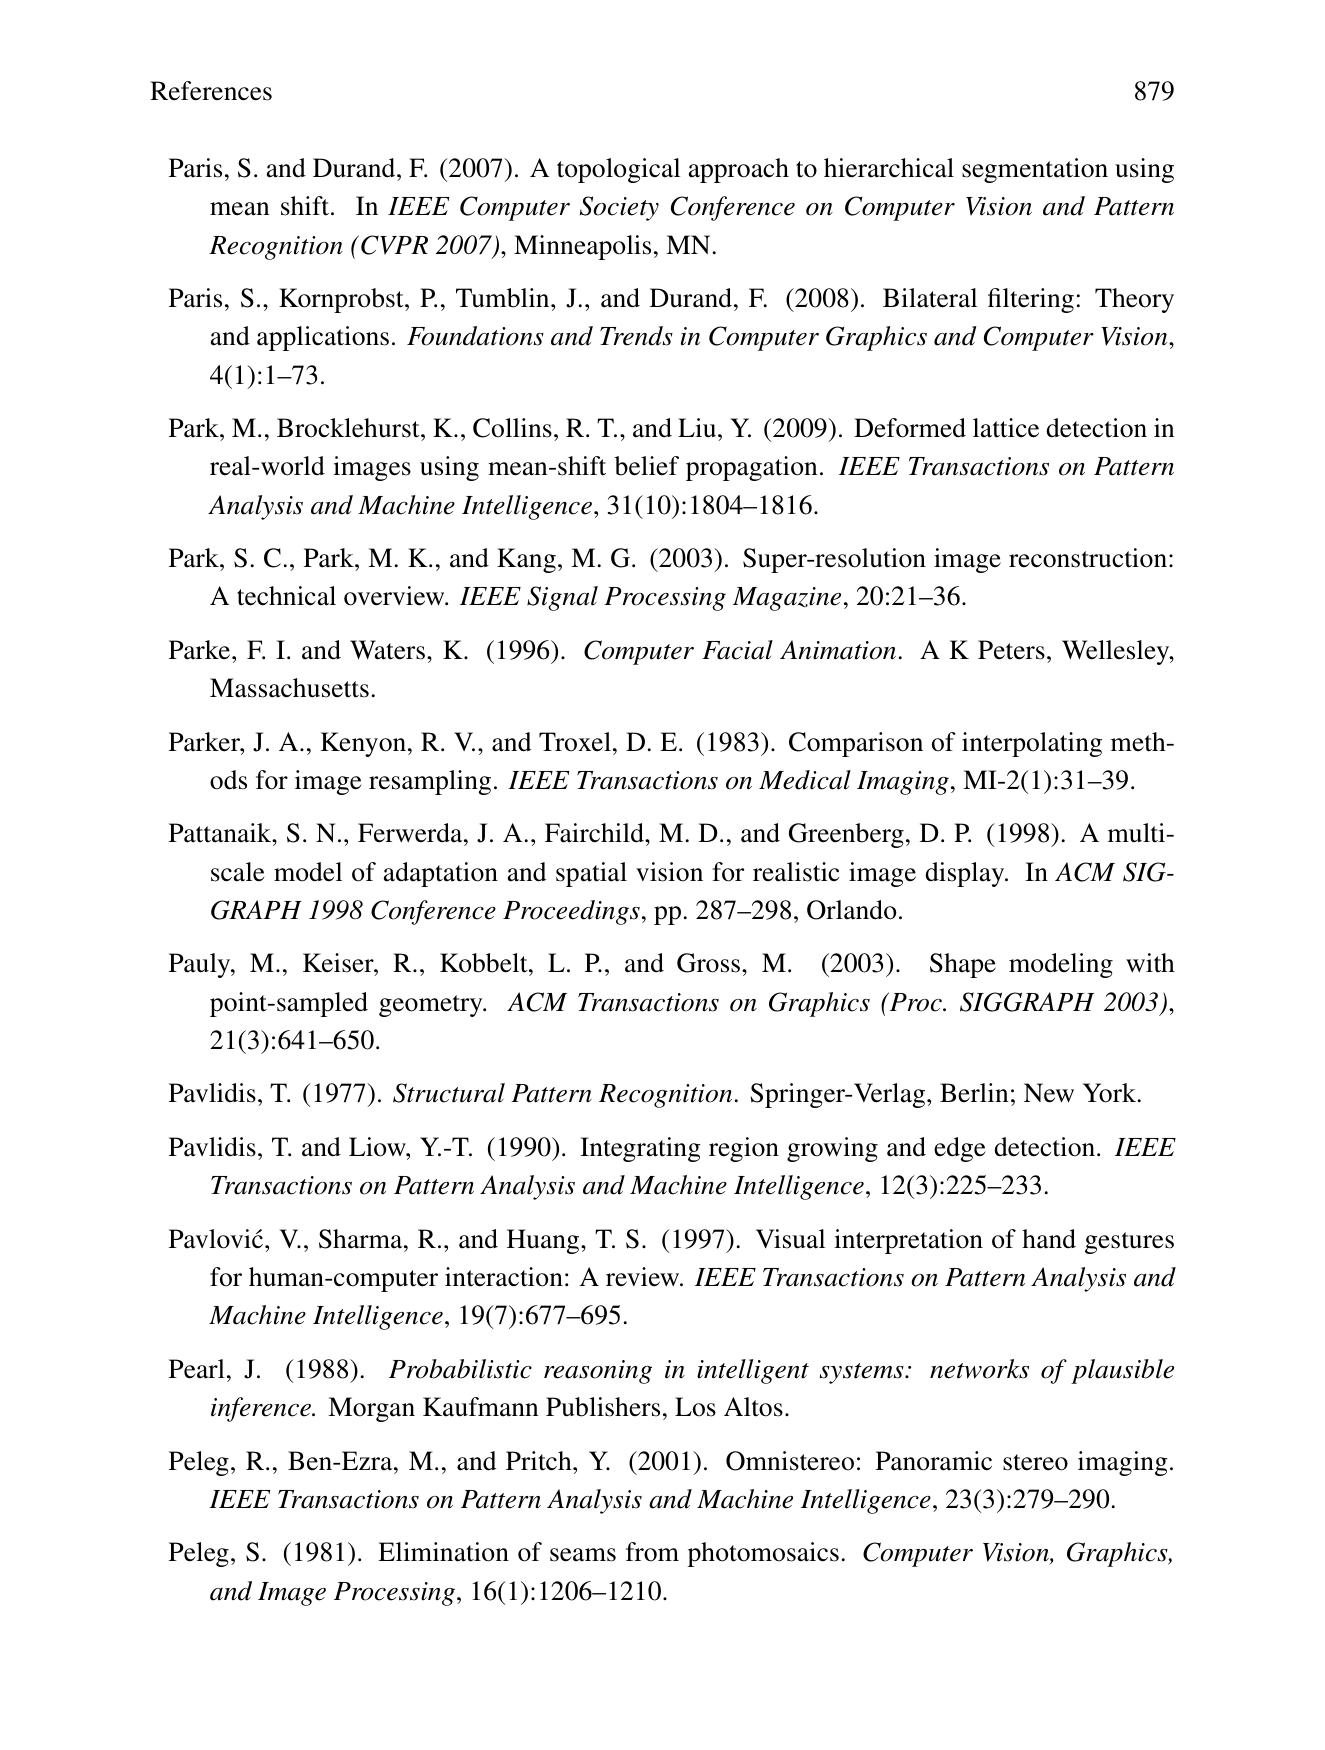 References 879
Paris, S. and Durand, F. (2007). A topological approach to hierarchical segmentation using
mean shift. In IEEE Computer Society Conference on Computer Vision and Pattern
Recognition (CVPR 2007), Minneapolis, MN.
Paris, S., Kornprobst, P., Tumblin, J., and Durand, F. (2008). Bilateral filtering: Theory
and applications. Foundations and Trends in Computer Graphics and Computer Vision,
4(1):1–73.
Park, M., Brocklehurst, K., Collins, R. T., and Liu, Y. (2009). Deformed lattice detection in
real-world images using mean-shift belief propagation. IEEE Transactions on Pattern
Analysis and Machine Intelligence, 31(10):1804–1816.
Park, S. C., Park, M. K., and Kang, M. G. (2003). Super-resolution image reconstruction:
A technical overview. IEEE Signal Processing Magazine, 20:21–36.
Parke, F. I. and Waters, K. (1996). Computer Facial Animation. A K Peters, Wellesley,
Massachusetts.
Parker, J. A., Kenyon, R. V., and Troxel, D. E. (1983). Comparison of interpolating meth-
ods for image resampling. IEEE Transactions on Medical Imaging, MI-2(1):31–39.
Pattanaik, S. N., Ferwerda, J. A., Fairchild, M. D., and Greenberg, D. P. (1998). A multi-
scale model of adaptation and spatial vision for realistic image display. In ACM SIG-
GRAPH 1998 Conference Proceedings, pp. 287–298, Orlando.
Pauly, M., Keiser, R., Kobbelt, L. P., and Gross, M. (2003). Shape modeling with
point-sampled geometry. ACM Transactions on Graphics (Proc. SIGGRAPH 2003),
21(3):641–650.
Pavlidis, T. (1977). Structural Pattern Recognition. Springer-Verlag, Berlin; New York.
Pavlidis, T. and Liow, Y.-T. (1990). Integrating region growing and edge detection. IEEE
Transactions on Pattern Analysis and Machine Intelligence, 12(3):225–233.
Pavlović, V., Sharma, R., and Huang, T. S. (1997). Visual interpretation of hand gestures
for human-computer interaction: A review. IEEE Transactions on Pattern Analysis and
Machine Intelligence, 19(7):677–695.
Pearl, J. (1988). Probabilistic reasoning in intelligent systems: networks of plausible
inference. Morgan Kaufmann Publishers, Los Altos.
Peleg, R., Ben-Ezra, M., and Pritch, Y. (2001). Omnistereo: Panoramic stereo imaging.
IEEE Transactions on Pattern Analysis and Machine Intelligence, 23(3):279–290.
Peleg, S. (1981). Elimination of seams from photomosaics. Computer Vision, Graphics,
and Image Processing, 16(1):1206–1210.